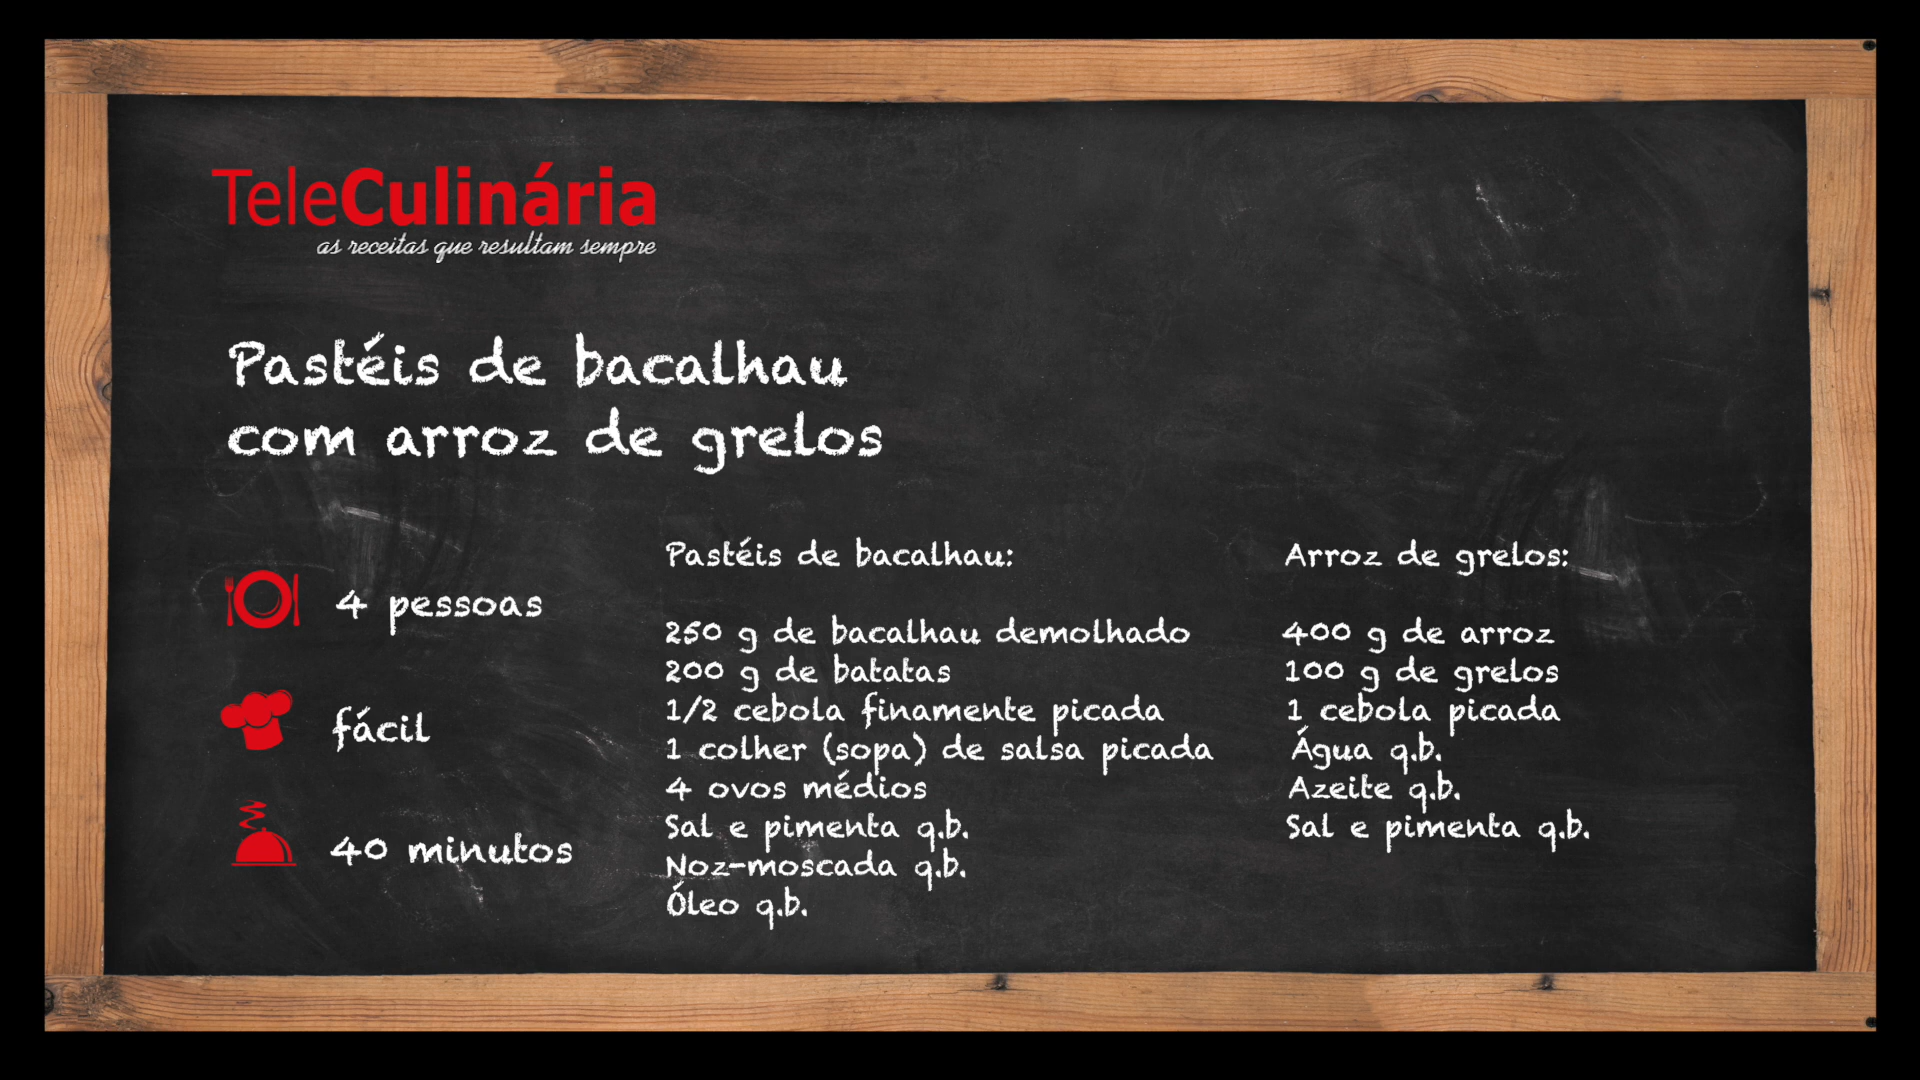 TeleCulinária
as receitas que resultam sempre
Pastéis de bacalhau
com arroz de grelos
4 pessoas
fácil
40 minutos
Pastéis de bacalhau:
250 g de bacalhau demolhado
200 g de batatas
1/2 cebola finamente picada
1 colher (sopa) de salsa picada
4 ovos médios
Sal e pimenta q.b.
Noz-moscada q.b.
Óleo q.b.
Arroz de grelos:
400 g de arroz
100 g de grelos
1 cebola picada
Água q.b.
Azeite q.b.
Sal e pimenta q.b.